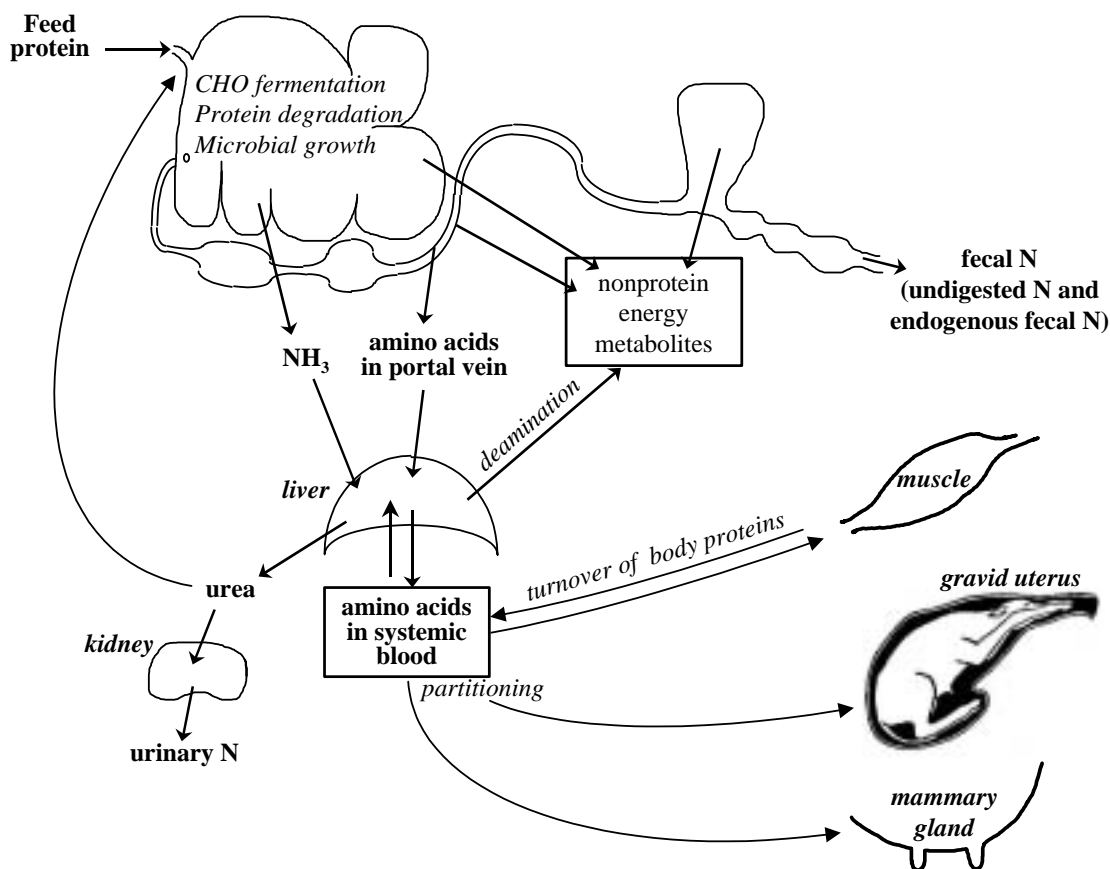 Feed
protein
CHO fermentation
Protein degradation
Microbial growth
fecal N
(undigested N and
endogenous fecal N)
nonprotein
energy
metabolites
NH₃
amino acids
in portal vein
deamination
liver
muscle
turnover of body proteins
urea
amino acids
in systemic
blood
gravid uterus
kidney
partitioning
urinary N
mammary
gland